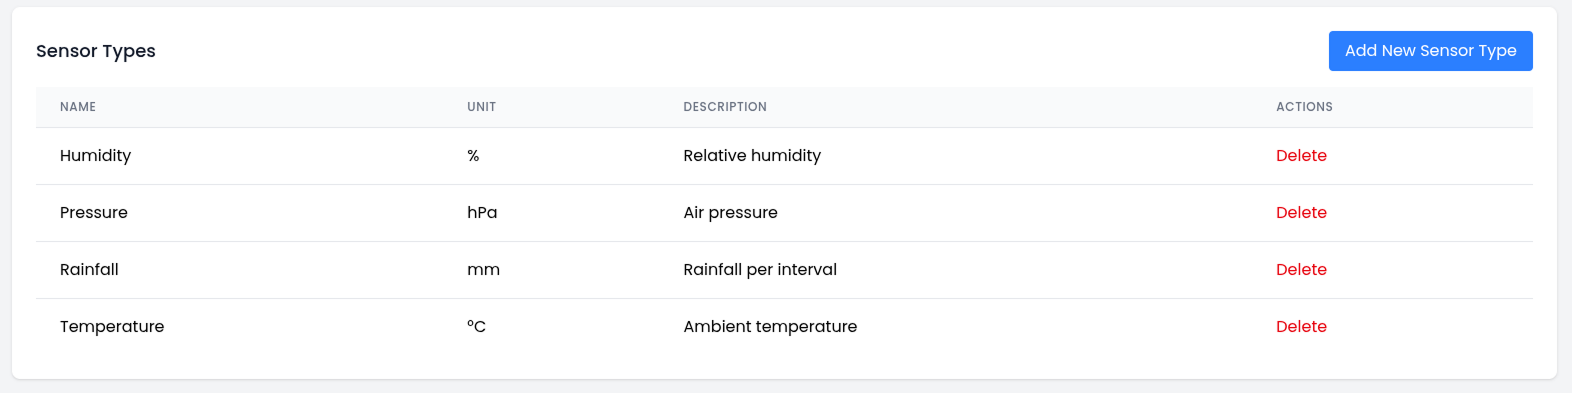 Sensor Types Add New Sensor Type
NAME UNIT DESCRIPTION ACTIONS
Humidity % Relative humidity Delete
Pressure hPa Air pressure Delete
Rainfall mm Rainfall per interval Delete
Temperature °C Ambient temperature Delete